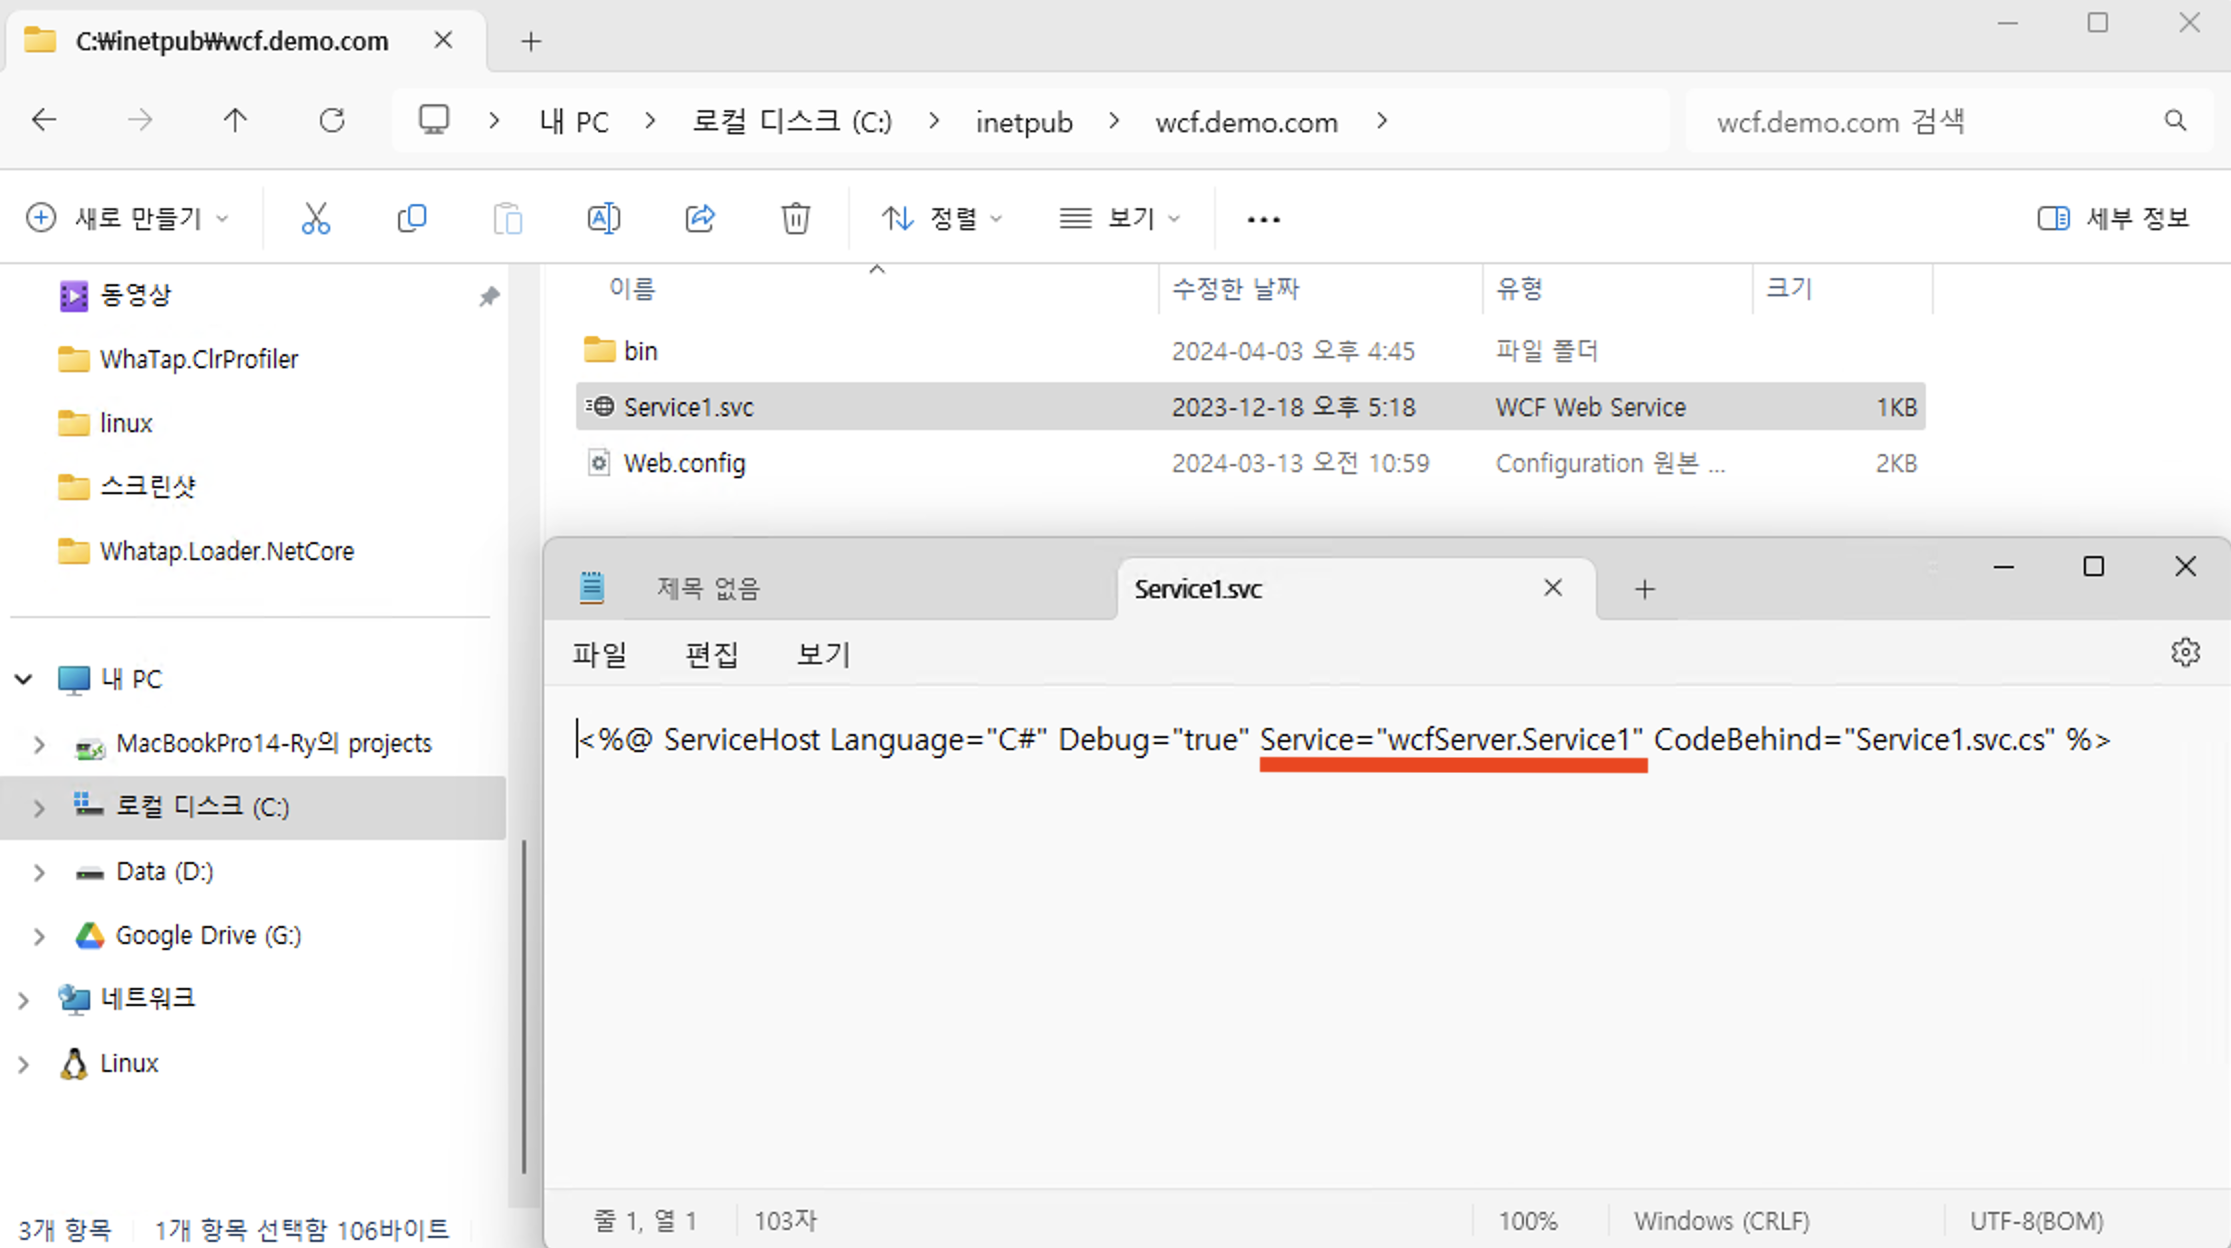 C:₩inetpub₩wcf.demo.com
내 PC > 로컬 디스크 (C:) > inetpub > wcf.demo.com >
wcf.demo.com 검색
새로 만들기
정렬
보기
세부 정보
동영상
WhaTap.ClrProfiler
linux
스크린샷
Whatap.Loader.NetCore
내 PC
MacBookPro14-Ry의 projects
로컬 디스크 (C:)
Data (D:)
Google Drive (G:)
네트워크
Linux
이름 수정한 날짜 유형 크기
bin 2024-04-03 오후 4:45 파일 폴더
Service1.svc 2023-12-18 오후 5:18 WCF Web Service 1KB
Web.config 2024-03-13 오전 10:59 Configuration 원본 ... 2KB
제목 없음
Service1.svc
파일 편집 보기
<%@ ServiceHost Language="C#" Debug="true" Service="wcfServer.Service1" CodeBehind="Service1.svc.cs" %>
줄 1, 열 1 103자 100% Windows (CRLF) UTF-8(BOM)
3개 항목 1개 항목 선택함 106바이트